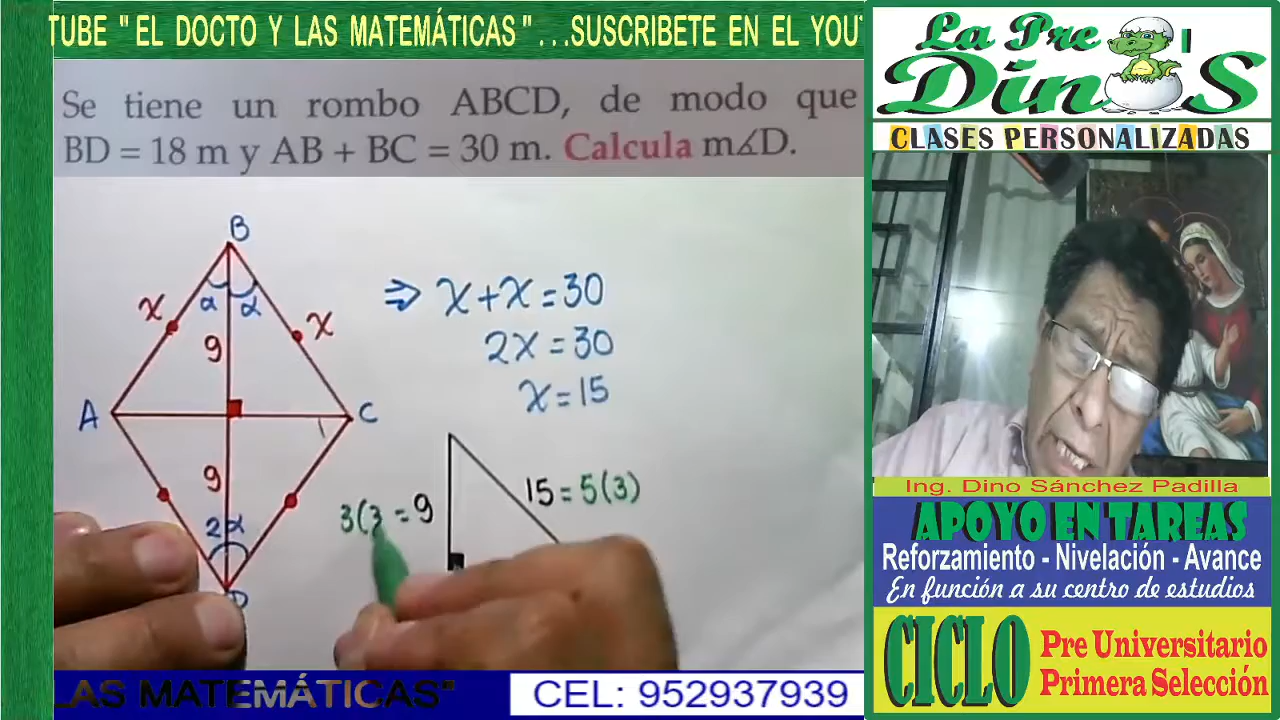 TUBE " EL DOCTO Y LAS MATEMÁTICAS" ...SUSCRIBETE EN EL YOUT
Se tiene un rombo ABCD, de modo que
BD = 18 m y AB + BC = 30 m. Calcula m∡D.
B
α α
x x
9
A C
9
2α
D
⇒ x + x = 30
2x = 30
x = 15
15 = 5(3)
3(3 = 9
LAS MATEMÁTICAS"
CEL: 952937939
La Pre
Dino'S
CLASES PERSONALIZADAS
Ing. Dino Sánchez Padilla
APOYO EN TAREAS
Reforzamiento - Nivelación - Avance
En función a su centro de estudios
CICLO
Pre Universitario
Primera Selección